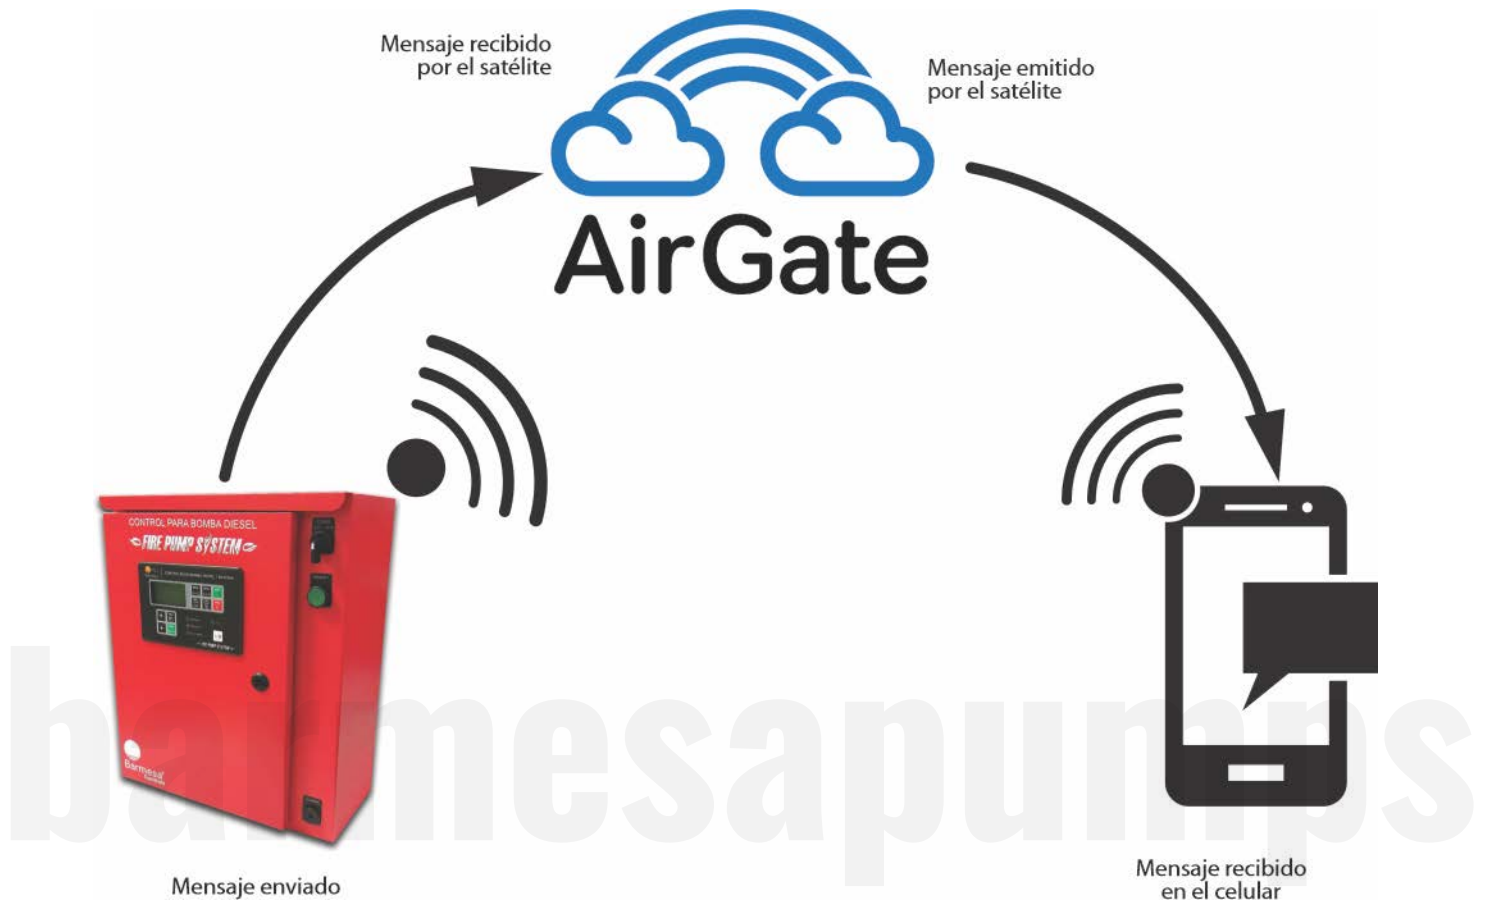 Mensaje recibido
por el satélite
Mensaje emitido
por el satélite
AirGate
CONTROL PARA BOMBA DIESEL
FIRE PUMP SYSTEM
Barmesa
barmesapumps
Mensaje enviado
Mensaje recibido
en el celular